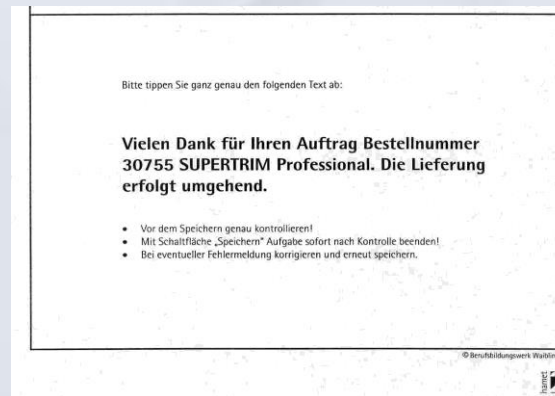 Bitte tippen Sie ganz genau den folgenden Text ab:
Vielen Dank für Ihren Auftrag Bestellnummer
30755 SUPERTRIM Professional. Die Lieferung
erfolgt umgehend.
• Vor dem Speichern genau kontrollieren!
• Mit Schaltfläche „Speichern" Aufgabe sofort nach Kontrolle beenden!
• Bei eventueller Fehlermeldung korrigieren und erneut speichern.
© Berufsbildungswerk
hamet